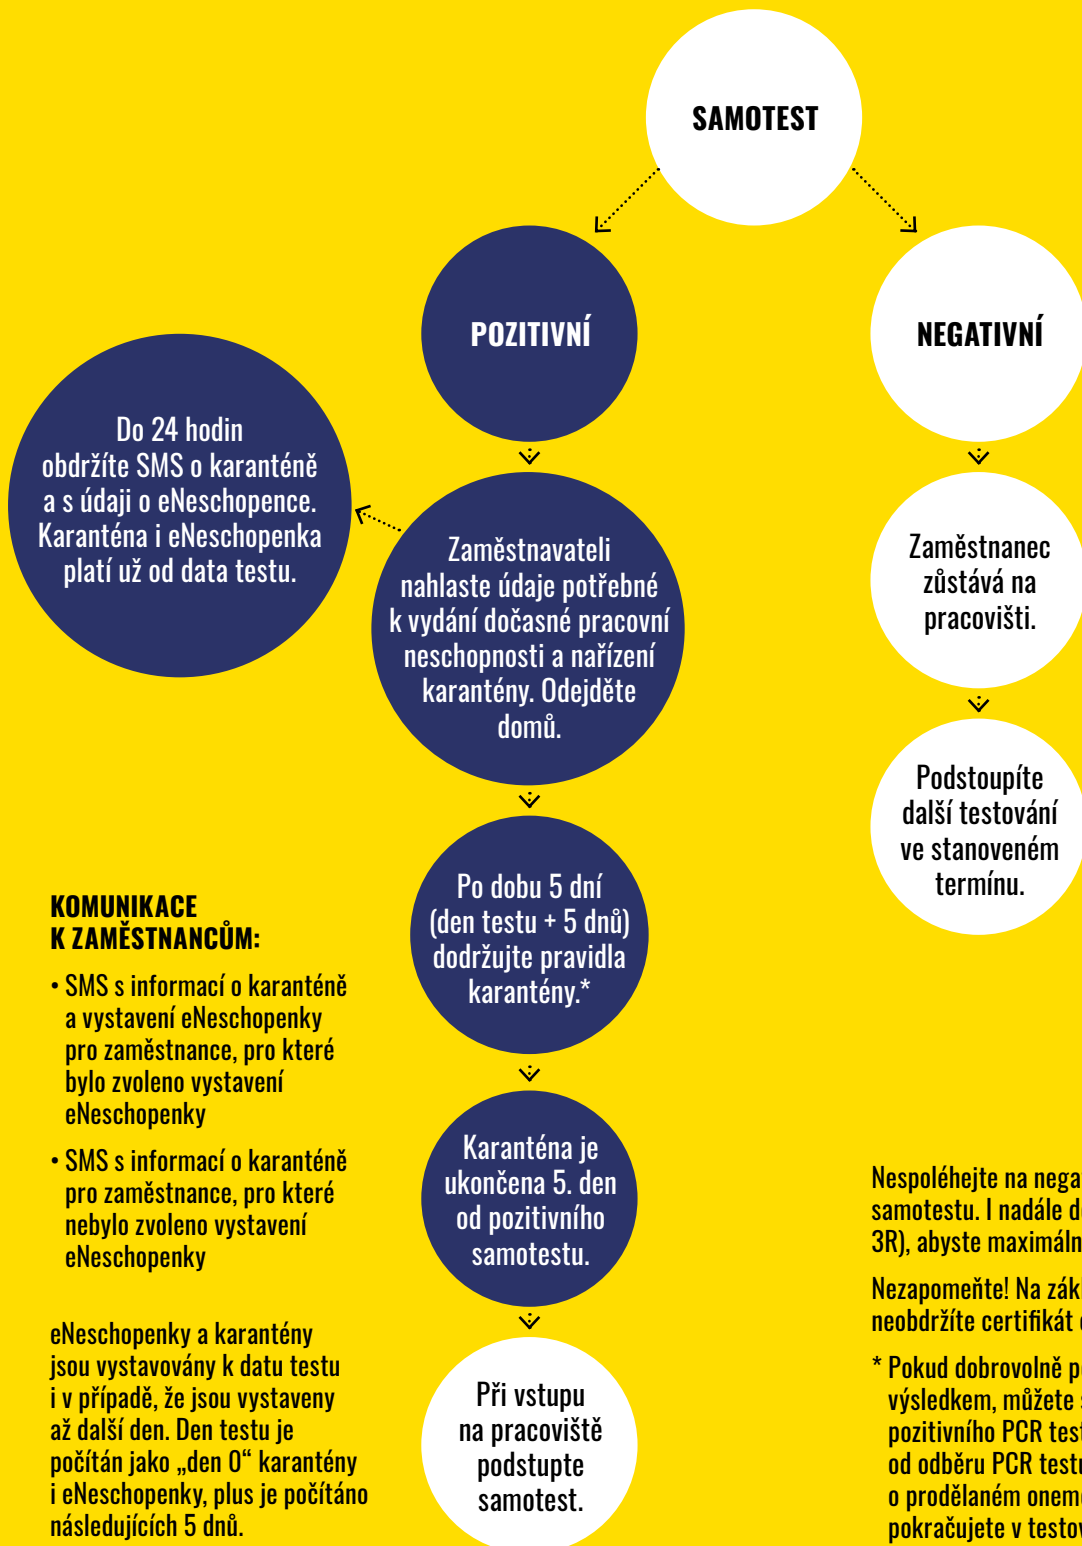 SAMOTEST
POZITIVNÍ
NEGATIVNÍ
Do 24 hodin
obdržíte SMS o karanténě
a s údaji o eNeschopence.
Karanténa i eNeschopenka
platí už od data testu.
Zaměstnavateli
nahlaste údaje potřebné
k vydání dočasné pracovní
neschopnosti a nařízení
karantény. Odejděte
domů.
Zaměstnanec
zůstává na
pracovišti.
Podstoupíte
další testování
ve stanoveném
termínu.
Po dobu 5 dní
(den testu + 5 dnů)
dodržujte pravidla
karantény.*
Karanténa je
ukončena 5. den
od pozitivního
samotestu.
Při vstupu
na pracoviště
podstupte
samotest.
KOMUNIKACE
K ZAMĚSTNANCŮM:
• SMS s informací o karanténě
a vystavení eNeschopenky
pro zaměstnance, pro které
bylo zvoleno vystavení
eNeschopenky
• SMS s informací o karanténě
pro zaměstnance, pro které
nebylo zvoleno vystavení
eNeschopenky
eNeschopenky a karantény
jsou vystavovány k datu testu
i v případě, že jsou vystaveny
až další den. Den testu je
počítán jako „den 0“ karantény
i eNeschopenky, plus je počítáno
následujících 5 dnů.
Nespoléhejte na
samotestu. I nadále
3R), abyste
Nezapomeňte! Na
neobdržíte certifikát
* Pokud dobrovolně
výsledkem, můžete
pozitivního PCR
od odběru PCR
o prodělaném
pokračujete v